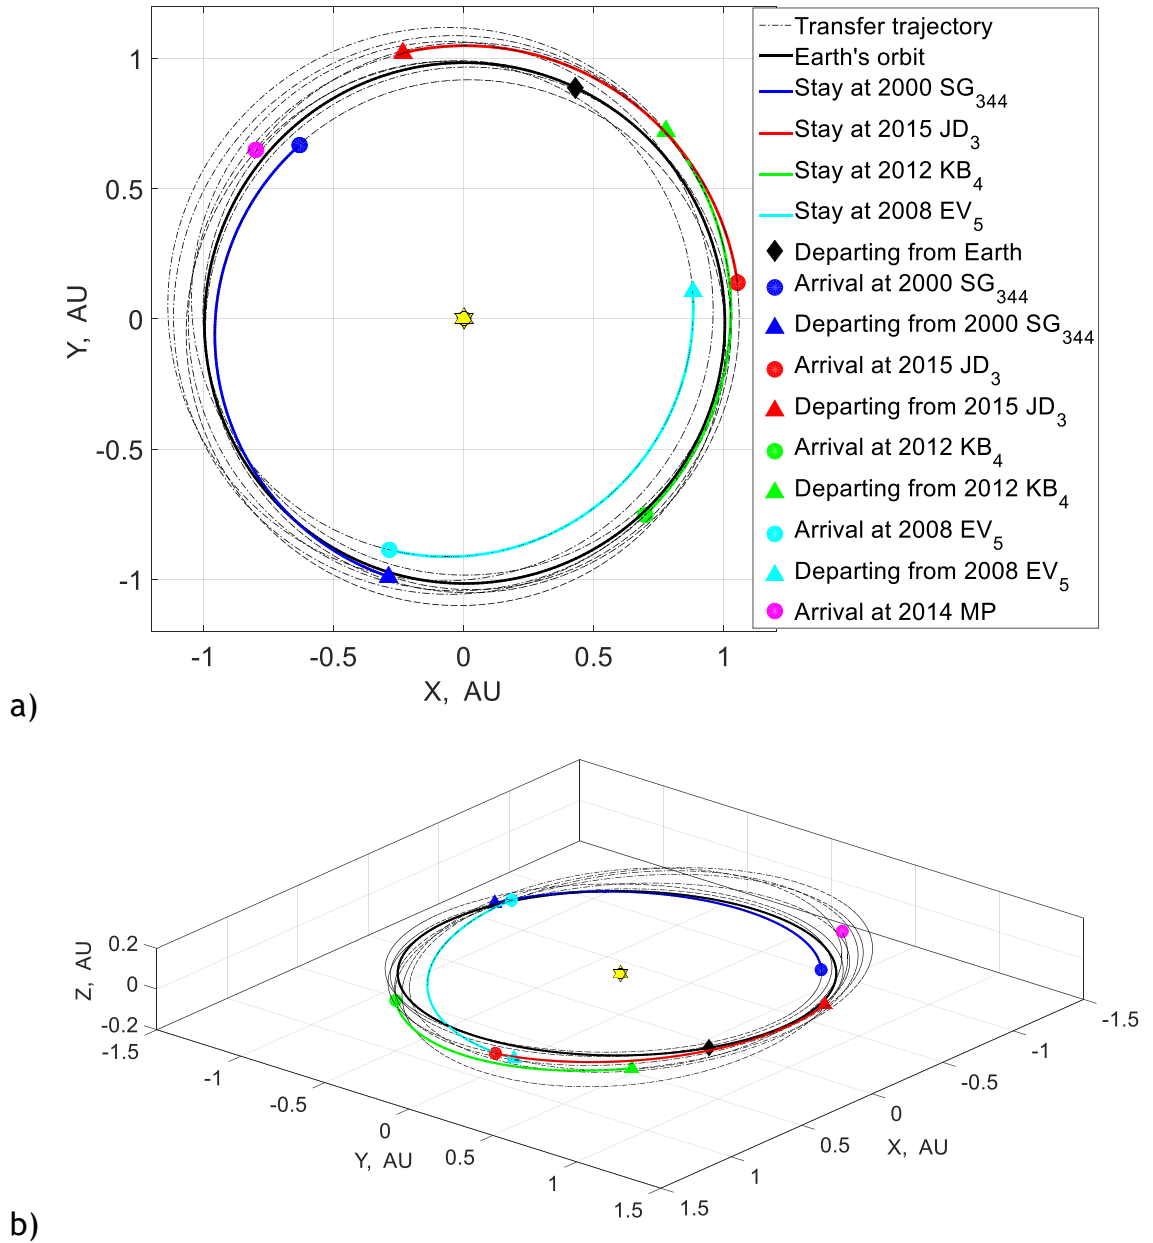 1
0.5
0
-0.5
-1
Y, AU
-1
-0.5
0
0.5
1
X, AU
Transfer trajectory
Earth's orbit
Stay at 2000 SG344
Stay at 2015 JD3
Stay at 2012 KB4
Stay at 2008 EV5
Departing from Earth
Arrival at 2000 SG344
Departing from 2000 SG344
Arrival at 2015 JD3
Departing from 2015 JD3
Arrival at 2012 KB4
Departing from 2012 KB4
Arrival at 2008 EV5
Departing from 2008 EV5
Arrival at 2014 MP
a)
0.2
0
-0.2
Z, AU
-1.5
-1
-0.5
0
0.5
1
1.5
Y, AU
-1.5
-1
-0.5
0
0.5
1
1.5
X, AU
b)